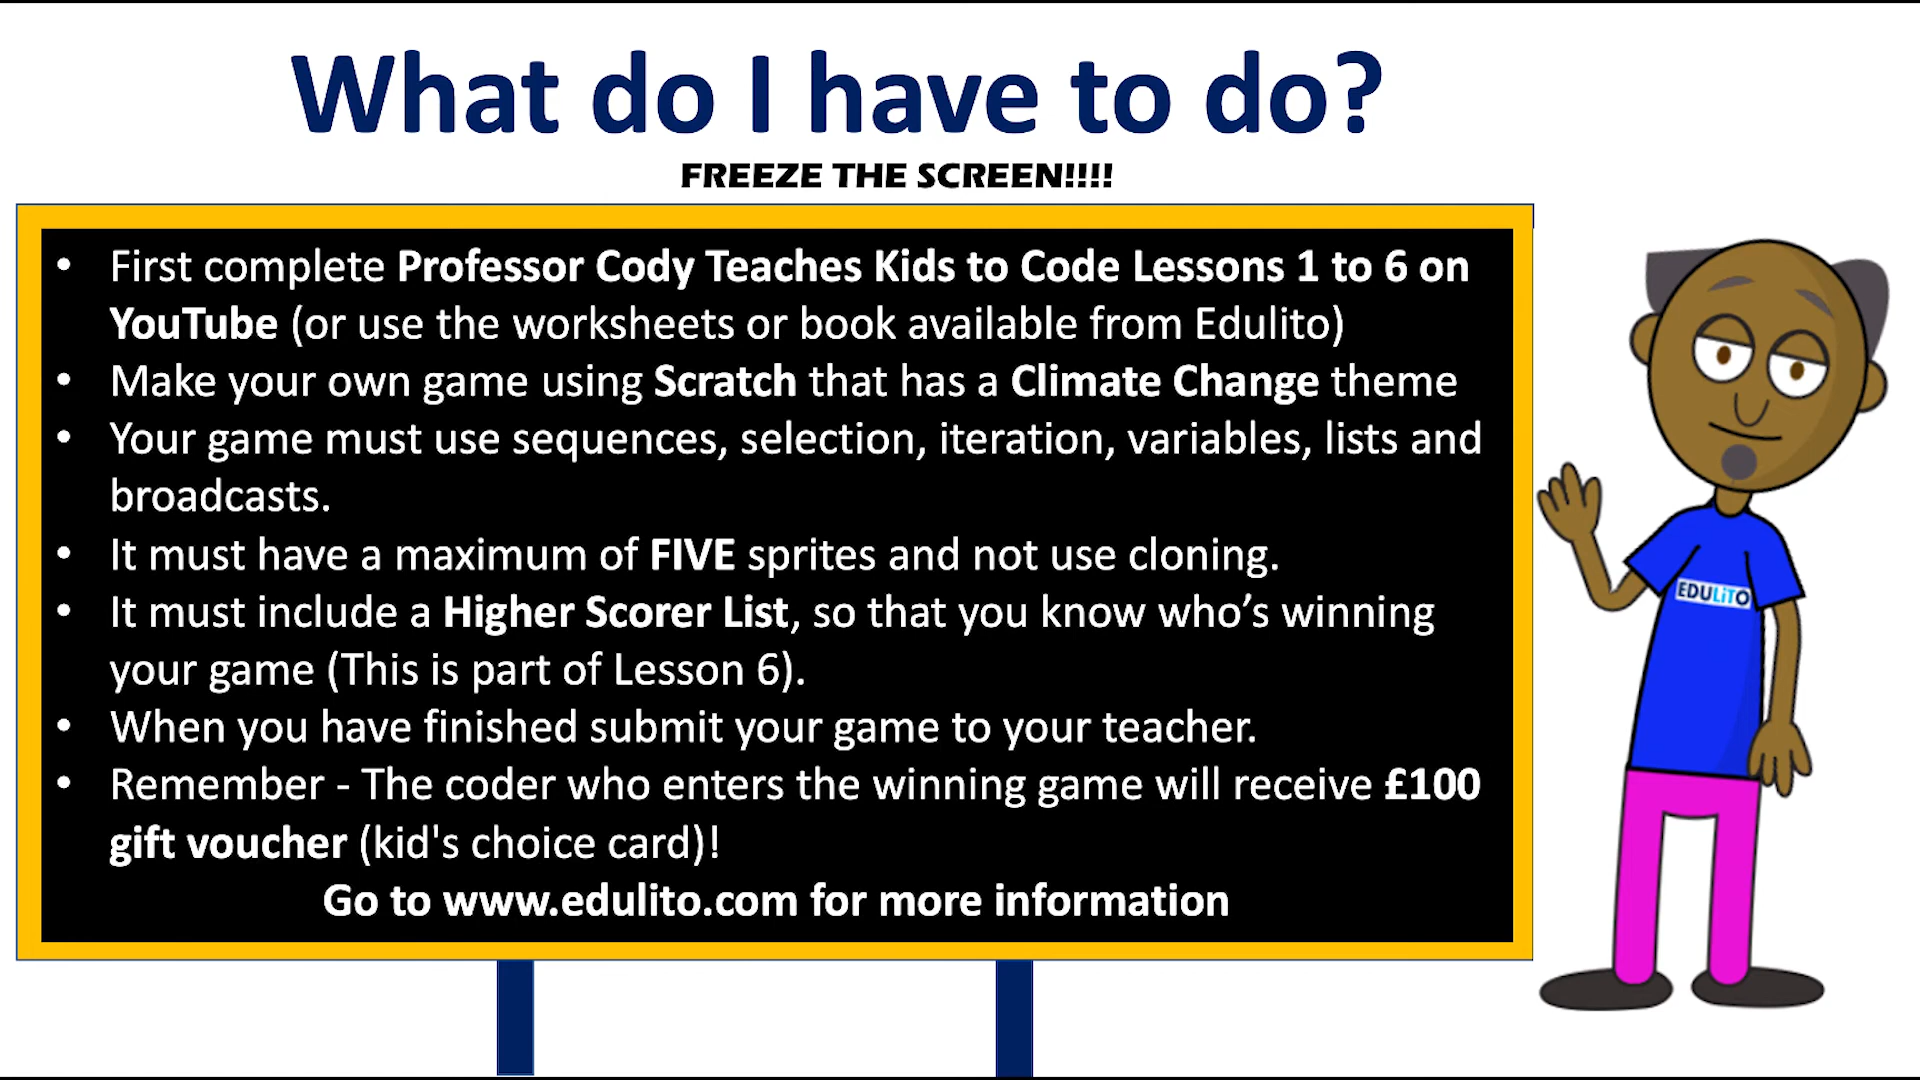 What do I have to do?
FREEZE THE SCREEN!!!!
• First complete Professor Cody Teaches Kids to Code Lessons 1 to 6 on
YouTube (or use the worksheets or book available from Edulito)
• Make your own game using Scratch that has a Climate Change theme
• Your game must use sequences, selection, iteration, variables, lists and
broadcasts.
• It must have a maximum of FIVE sprites and not use cloning.
• It must include a Higher Scorer List, so that you know who’s winning
your game (This is part of Lesson 6).
• When you have finished submit your game to your teacher.
• Remember - The coder who enters the winning game will receive £100
gift voucher (kid's choice card)!
Go to www.edulito.com for more information
EDULiTO